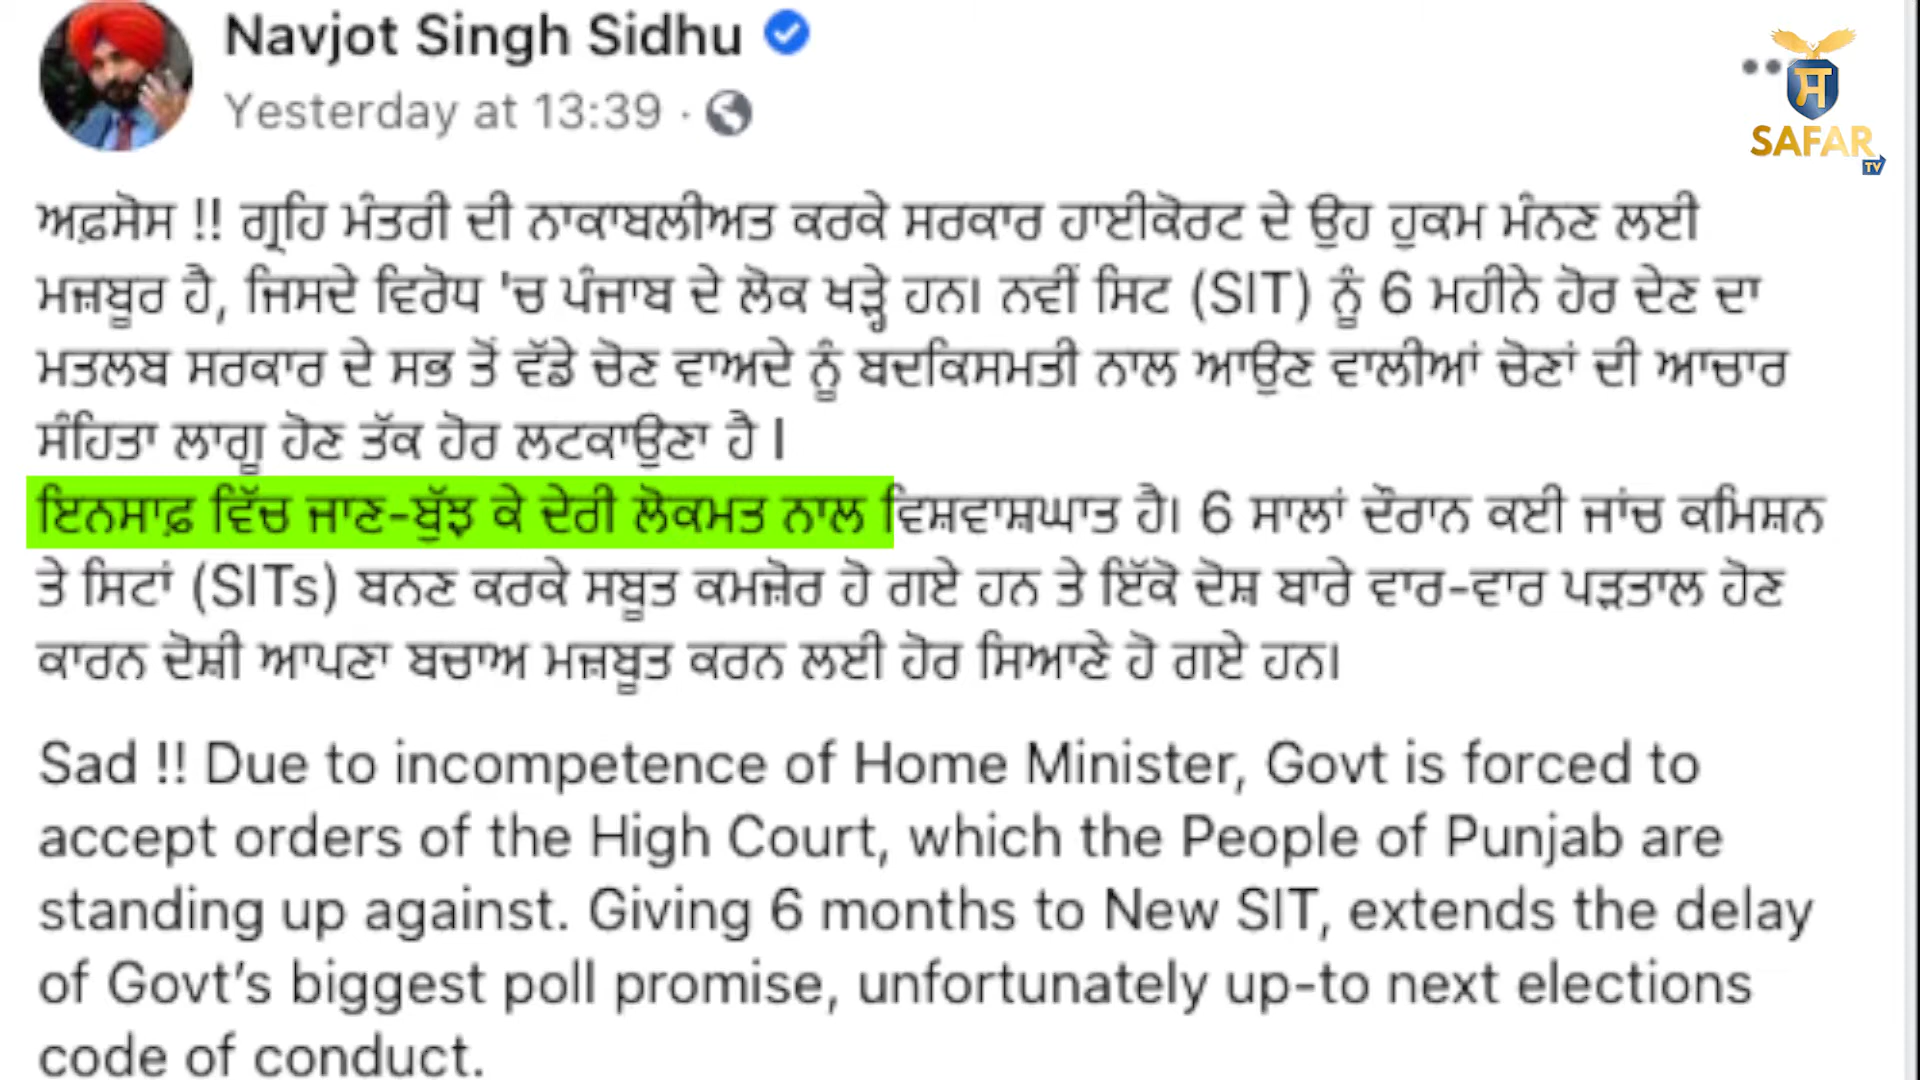 Navjot Singh Sidhu
Yesterday at 13:39 ·
ਸ
SAFAR
TV
ਅਫ਼ਸੋਸ !! ਗ੍ਰਹਿ ਮੰਤਰੀ ਦੀ ਨਾਕਾਬਲੀਅਤ ਕਰਕੇ ਸਰਕਾਰ ਹਾਈਕੋਰਟ ਦੇ ਉਹ ਹੁਕਮ ਮੰਨਣ ਲਈ
ਮਜ਼ਬੂਰ ਹੈ, ਜਿਸਦੇ ਵਿਰੋਧ 'ਚ ਪੰਜਾਬ ਦੇ ਲੋਕ ਖੜ੍ਹੇ ਹਨ। ਨਵੀਂ ਸਿਟ (SIT) ਨੂੰ 6 ਮਹੀਨੇ ਹੋਰ ਦੇਣ ਦਾ
ਮਤਲਬ ਸਰਕਾਰ ਦੇ ਸਭ ਤੋਂ ਵੱਡੇ ਚੋਣ ਵਾਅਦੇ ਨੂੰ ਬਦਕਿਸਮਤੀ ਨਾਲ ਆਉਣ ਵਾਲੀਆਂ ਚੋਣਾਂ ਦੀ ਆਚਾਰ
ਸੰਹਿਤਾ ਲਾਗੂ ਹੋਣ ਤੱਕ ਹੋਰ ਲਟਕਾਉਣਾ ਹੈ l
ਇਨਸਾਫ਼ ਵਿੱਚ ਜਾਣ-ਬੁੱਝ ਕੇ ਦੇਰੀ ਲੋਕਮਤ ਨਾਲ ਵਿਸ਼ਵਾਸ਼ਘਾਤ ਹੈ। 6 ਸਾਲਾਂ ਦੌਰਾਨ ਕਈ ਜਾਂਚ ਕਮਿਸ਼ਨ
ਤੇ ਸਿਟਾਂ (SITs) ਬਨਣ ਕਰਕੇ ਸਬੂਤ ਕਮਜ਼ੋਰ ਹੋ ਗਏ ਹਨ ਤੇ ਇੱਕੋ ਦੋਸ਼ ਬਾਰੇ ਵਾਰ-ਵਾਰ ਪੜਤਾਲ ਹੋਣ
ਕਾਰਨ ਦੋਸ਼ੀ ਆਪਣਾ ਬਚਾਅ ਮਜ਼ਬੂਤ ਕਰਨ ਲਈ ਹੋਰ ਸਿਆਣੇ ਹੋ ਗਏ ਹਨ।
Sad !! Due to incompetence of Home Minister, Govt is forced to
accept orders of the High Court, which the People of Punjab are
standing up against. Giving 6 months to New SIT, extends the delay
of Govt’s biggest poll promise, unfortunately up-to next elections
code of conduct.